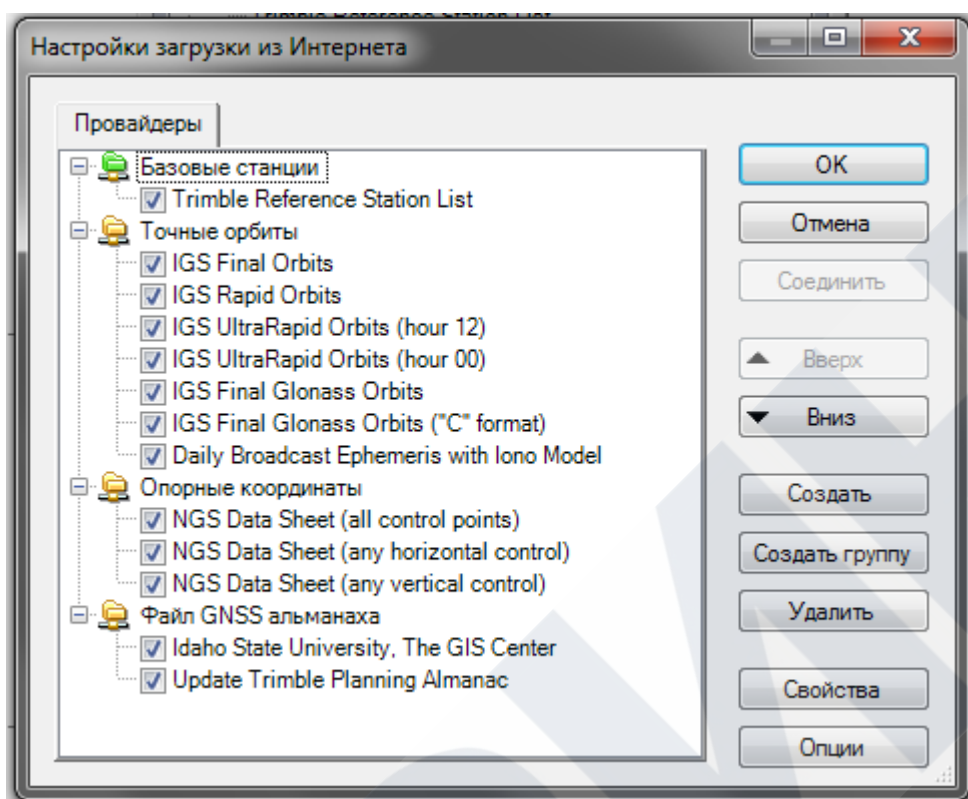 Trimble Reference Station List
Настройки загрузки из Интернета
Провайдеры
Базовые станции
Trimble Reference Station List
Точные орбиты
IGS Final Orbits
IGS Rapid Orbits
IGS UltraRapid Orbits (hour 12)
IGS UltraRapid Orbits (hour 00)
IGS Final Glonass Orbits
IGS Final Glonass Orbits ("C" format)
Daily Broadcast Ephemeris with Iono Model
Опорные координаты
NGS Data Sheet (all control points)
NGS Data Sheet (any horizontal control)
NGS Data Sheet (any vertical control)
Файл GNSS альманаха
Idaho State University, The GIS Center
Update Trimble Planning Almanac
OK
Отмена
Соединить
Вверх
Вниз
Создать
Создать группу
Удалить
Свойства
Опции